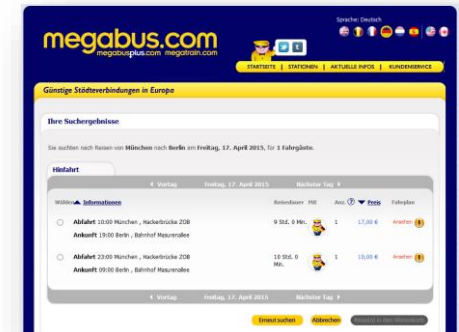 Sprache: Deutsch
megabus.com
megabusplus.com megatrain.com
STARTSEITE | STATIONEN | AKTUELLE INFOS | KUNDENSERVICE
Günstige Städteverbindungen in Europa
Ihre Suchergebnisse
Sie suchten nach Reisen von München nach Berlin am Freitag, 17. April 2015, für 1 Fahrgäste.
Hinfahrt
Vortag Freitag, 17. April 2015 Nächster Tag
Wählen Informationen Reisedauer Mit Anz. ? Preis Fahrplan
Abfahrt 10:00 München , Hackerbrücke ZOB 9 Std. 0 Min. 1 17,00 € Ansehen
Ankunft 19:00 Berlin , Bahnhof Masurenallee
Abfahrt 23:00 München , Hackerbrücke ZOB 10 Std. 0 Min. 1 Ansehen
Ankunft 09:00 Berlin , Bahnhof Masurenallee
Vortag Freitag, 17. April 2015 Nächster Tag
Erneut suchen Abbrechen